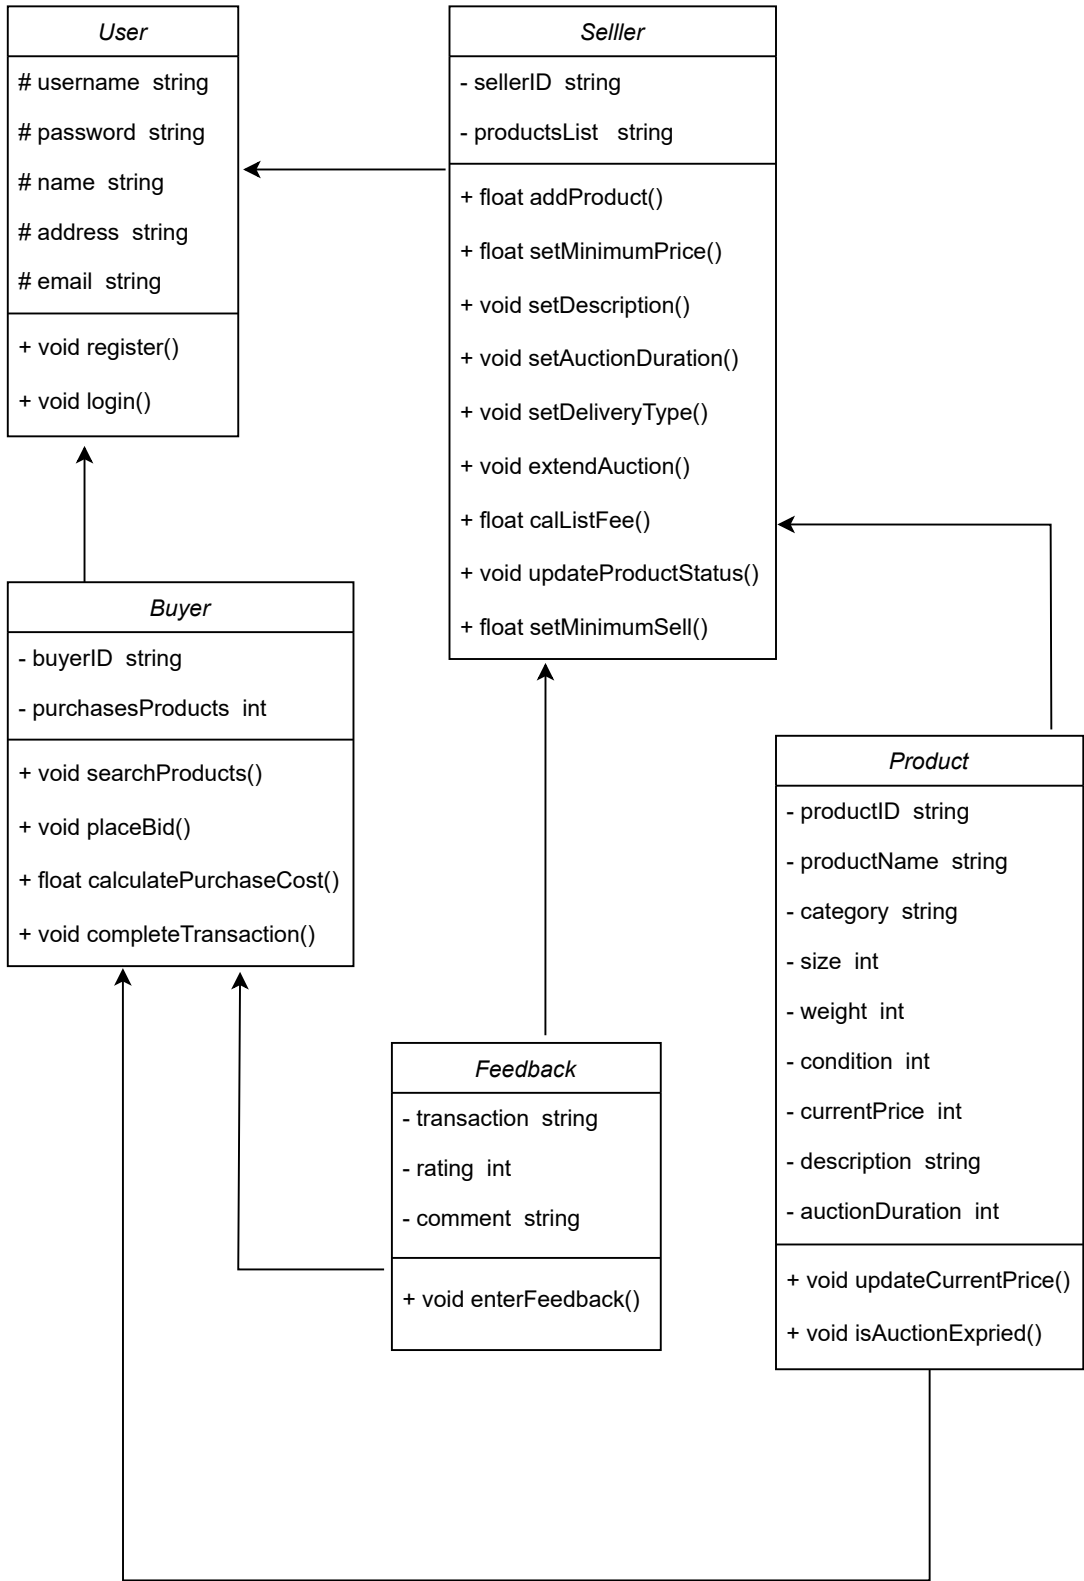 User
# username  string
# password  string
# name  string
# address  string
# email  string
+ void register()
+ void login()
Selller
- sellerID  string
- productsList   string
+ float addProduct()
+ float setMinimumPrice()
+ void setDescription()
+ void setAuctionDuration()
+ void setDeliveryType()
+ void extendAuction()
+ float calListFee()
+ void updateProductStatus()
+ float setMinimumSell()
Buyer
- buyerID  string
- purchasesProducts  int
+ void searchProducts()
+ void placeBid()
+ float calculatePurchaseCost()
+ void completeTransaction()
Product
- productID  string
- productName  string
- category  string
- size  int
- weight  int
- condition  int
- currentPrice  int
- description  string
- auctionDuration  int
+ void updateCurrentPrice()
+ void isAuctionExpried()
Feedback
- transaction  string
- rating  int
- comment  string
+ void enterFeedback()